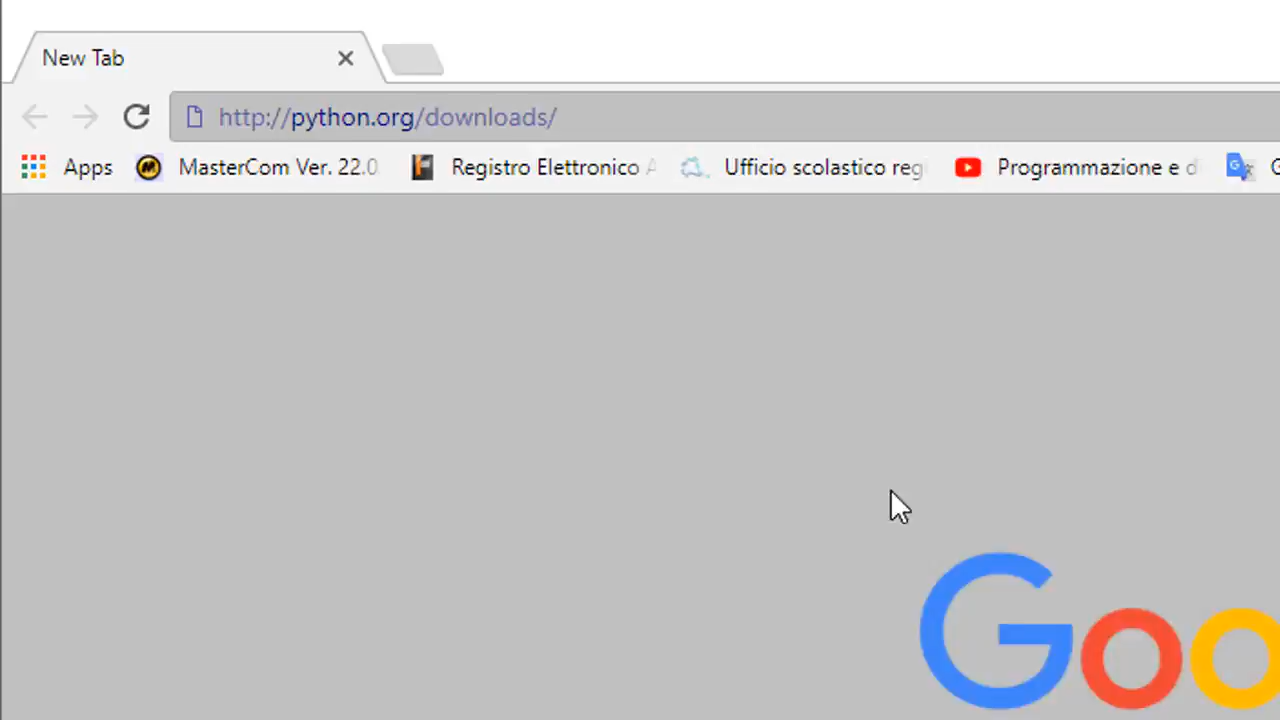 New Tab
http://python.org/downloads/
Apps MasterCom Ver. 22.0 Registro Elettronico Ufficio scolastico reg Programmazione e d G
Goo